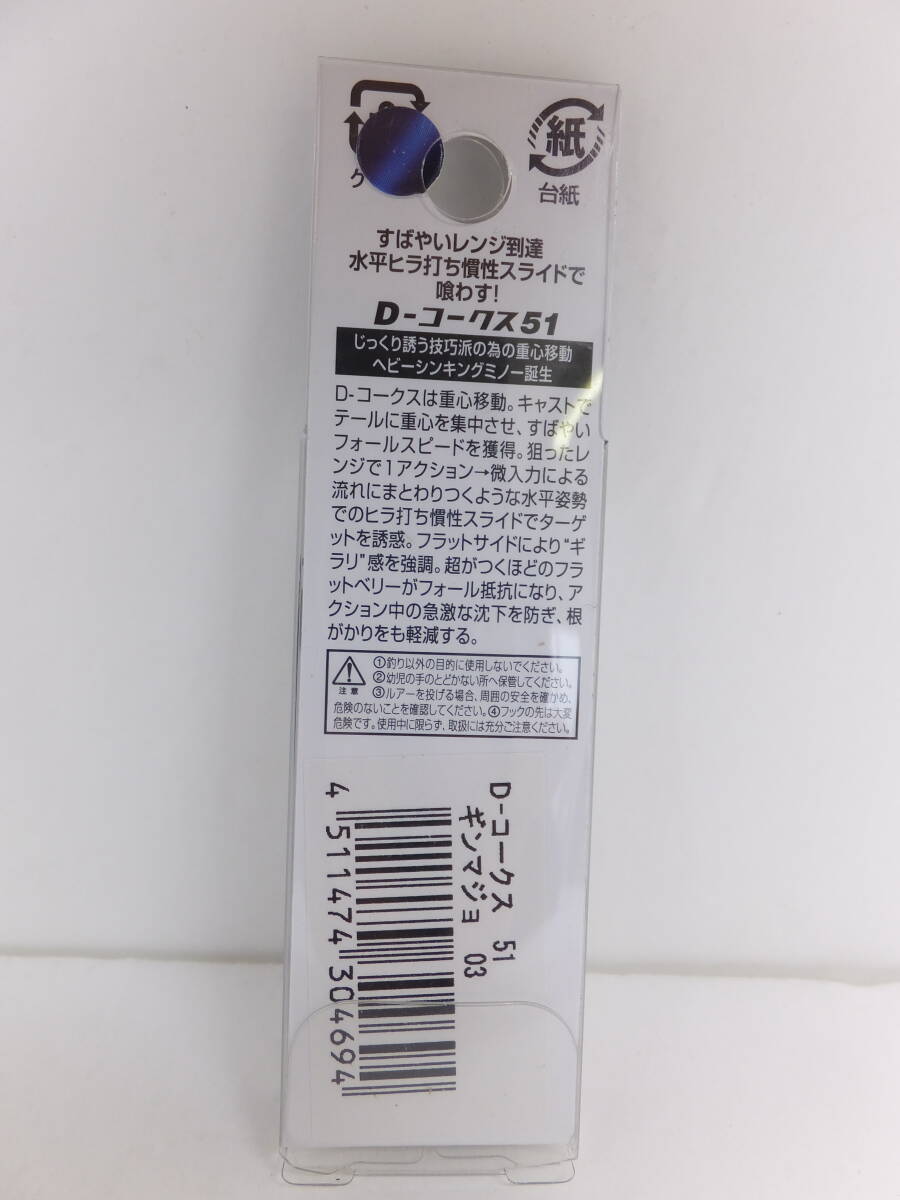 紙
ク
台紙
すばやいレンジ到達
水平ヒラ打ち慣性スライドで
喰わす!
D-コークス51
じっくり誘う技巧派の為の重心移動
ヘビーシンキングミノー誕生
D-コークスは重心移動。キャストで
テールに重心を集中させ、すばやい
フォールスピードを獲得。狙ったレ
ンジで1アクション→微入力による
流れにまとわりつくような水平姿勢
でのヒラ打ち慣性スライドでターゲ
ットを誘惑。フラットサイドにより“ギ
ラリ”感を強調。超がつくほどのフラ
ットベリーがフォール抵抗になり、ア
クション中の急激な沈下を防ぎ、根
がかりをも軽減する。
注意
①釣り以外の目的に使用しないでください。
②幼児の手のとどかない所へ保管してください。
③ルアーを投げる場合、周囲の安全を確かめ、
危険のないことを確認してください。④フックの先は大変
危険です。使用中に限らず、取扱には充分ご注意ください。
D-コークス 51
ギンマジョ 03
4 511474 304694